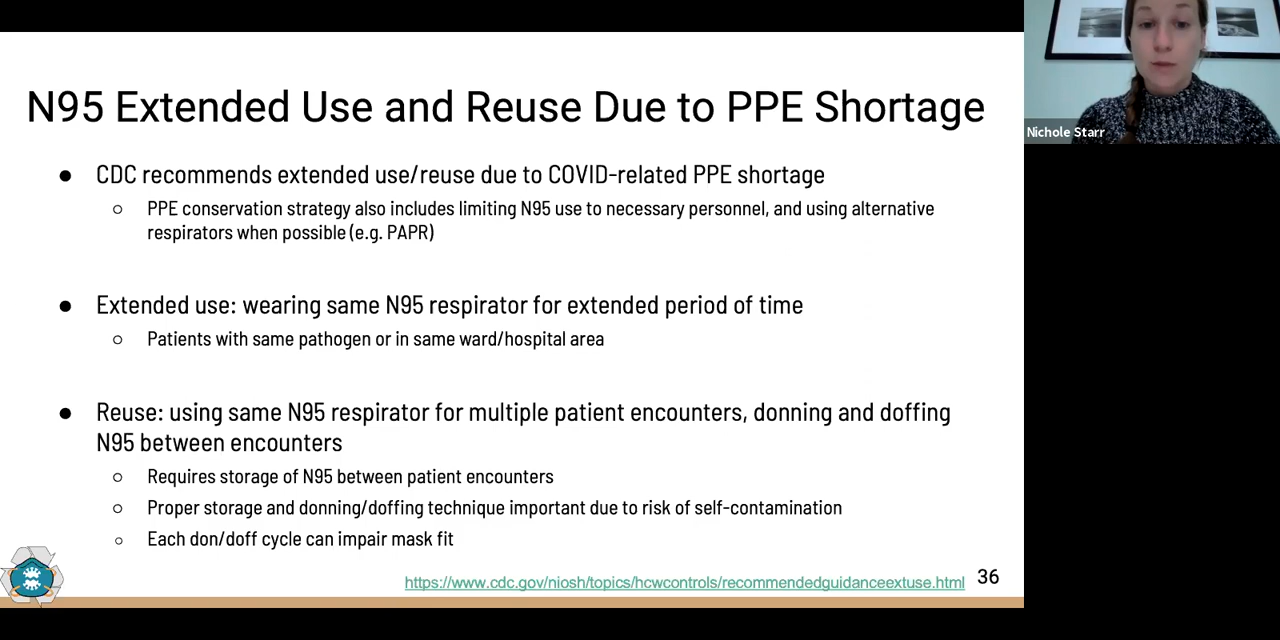 N95 Extended Use and Reuse Due to PPE Shortage
● CDC recommends extended use/reuse due to COVID-related PPE shortage
○ PPE conservation strategy also includes limiting N95 use to necessary personnel, and using alternative
respirators when possible (e.g. PAPR)
● Extended use: wearing same N95 respirator for extended period of time
○ Patients with same pathogen or in same ward/hospital area
● Reuse: using same N95 respirator for multiple patient encounters, donning and doffing
N95 between encounters
○ Requires storage of N95 between patient encounters
○ Proper storage and donning/doffing technique important due to risk of self-contamination
○ Each don/doff cycle can impair mask fit
https://www.cdc.gov/niosh/topics/hcwcontrols/recommendedguidanceextuse.html
36
Nichole Starr